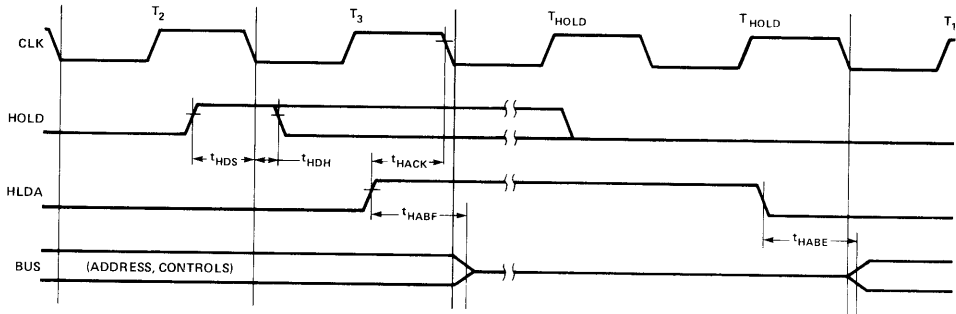 T2 T3 THOLD THOLD T1
CLK
HOLD
tHDS tHDH tHACK
HLDA
tHABF
tHABE
BUS (ADDRESS, CONTROLS)